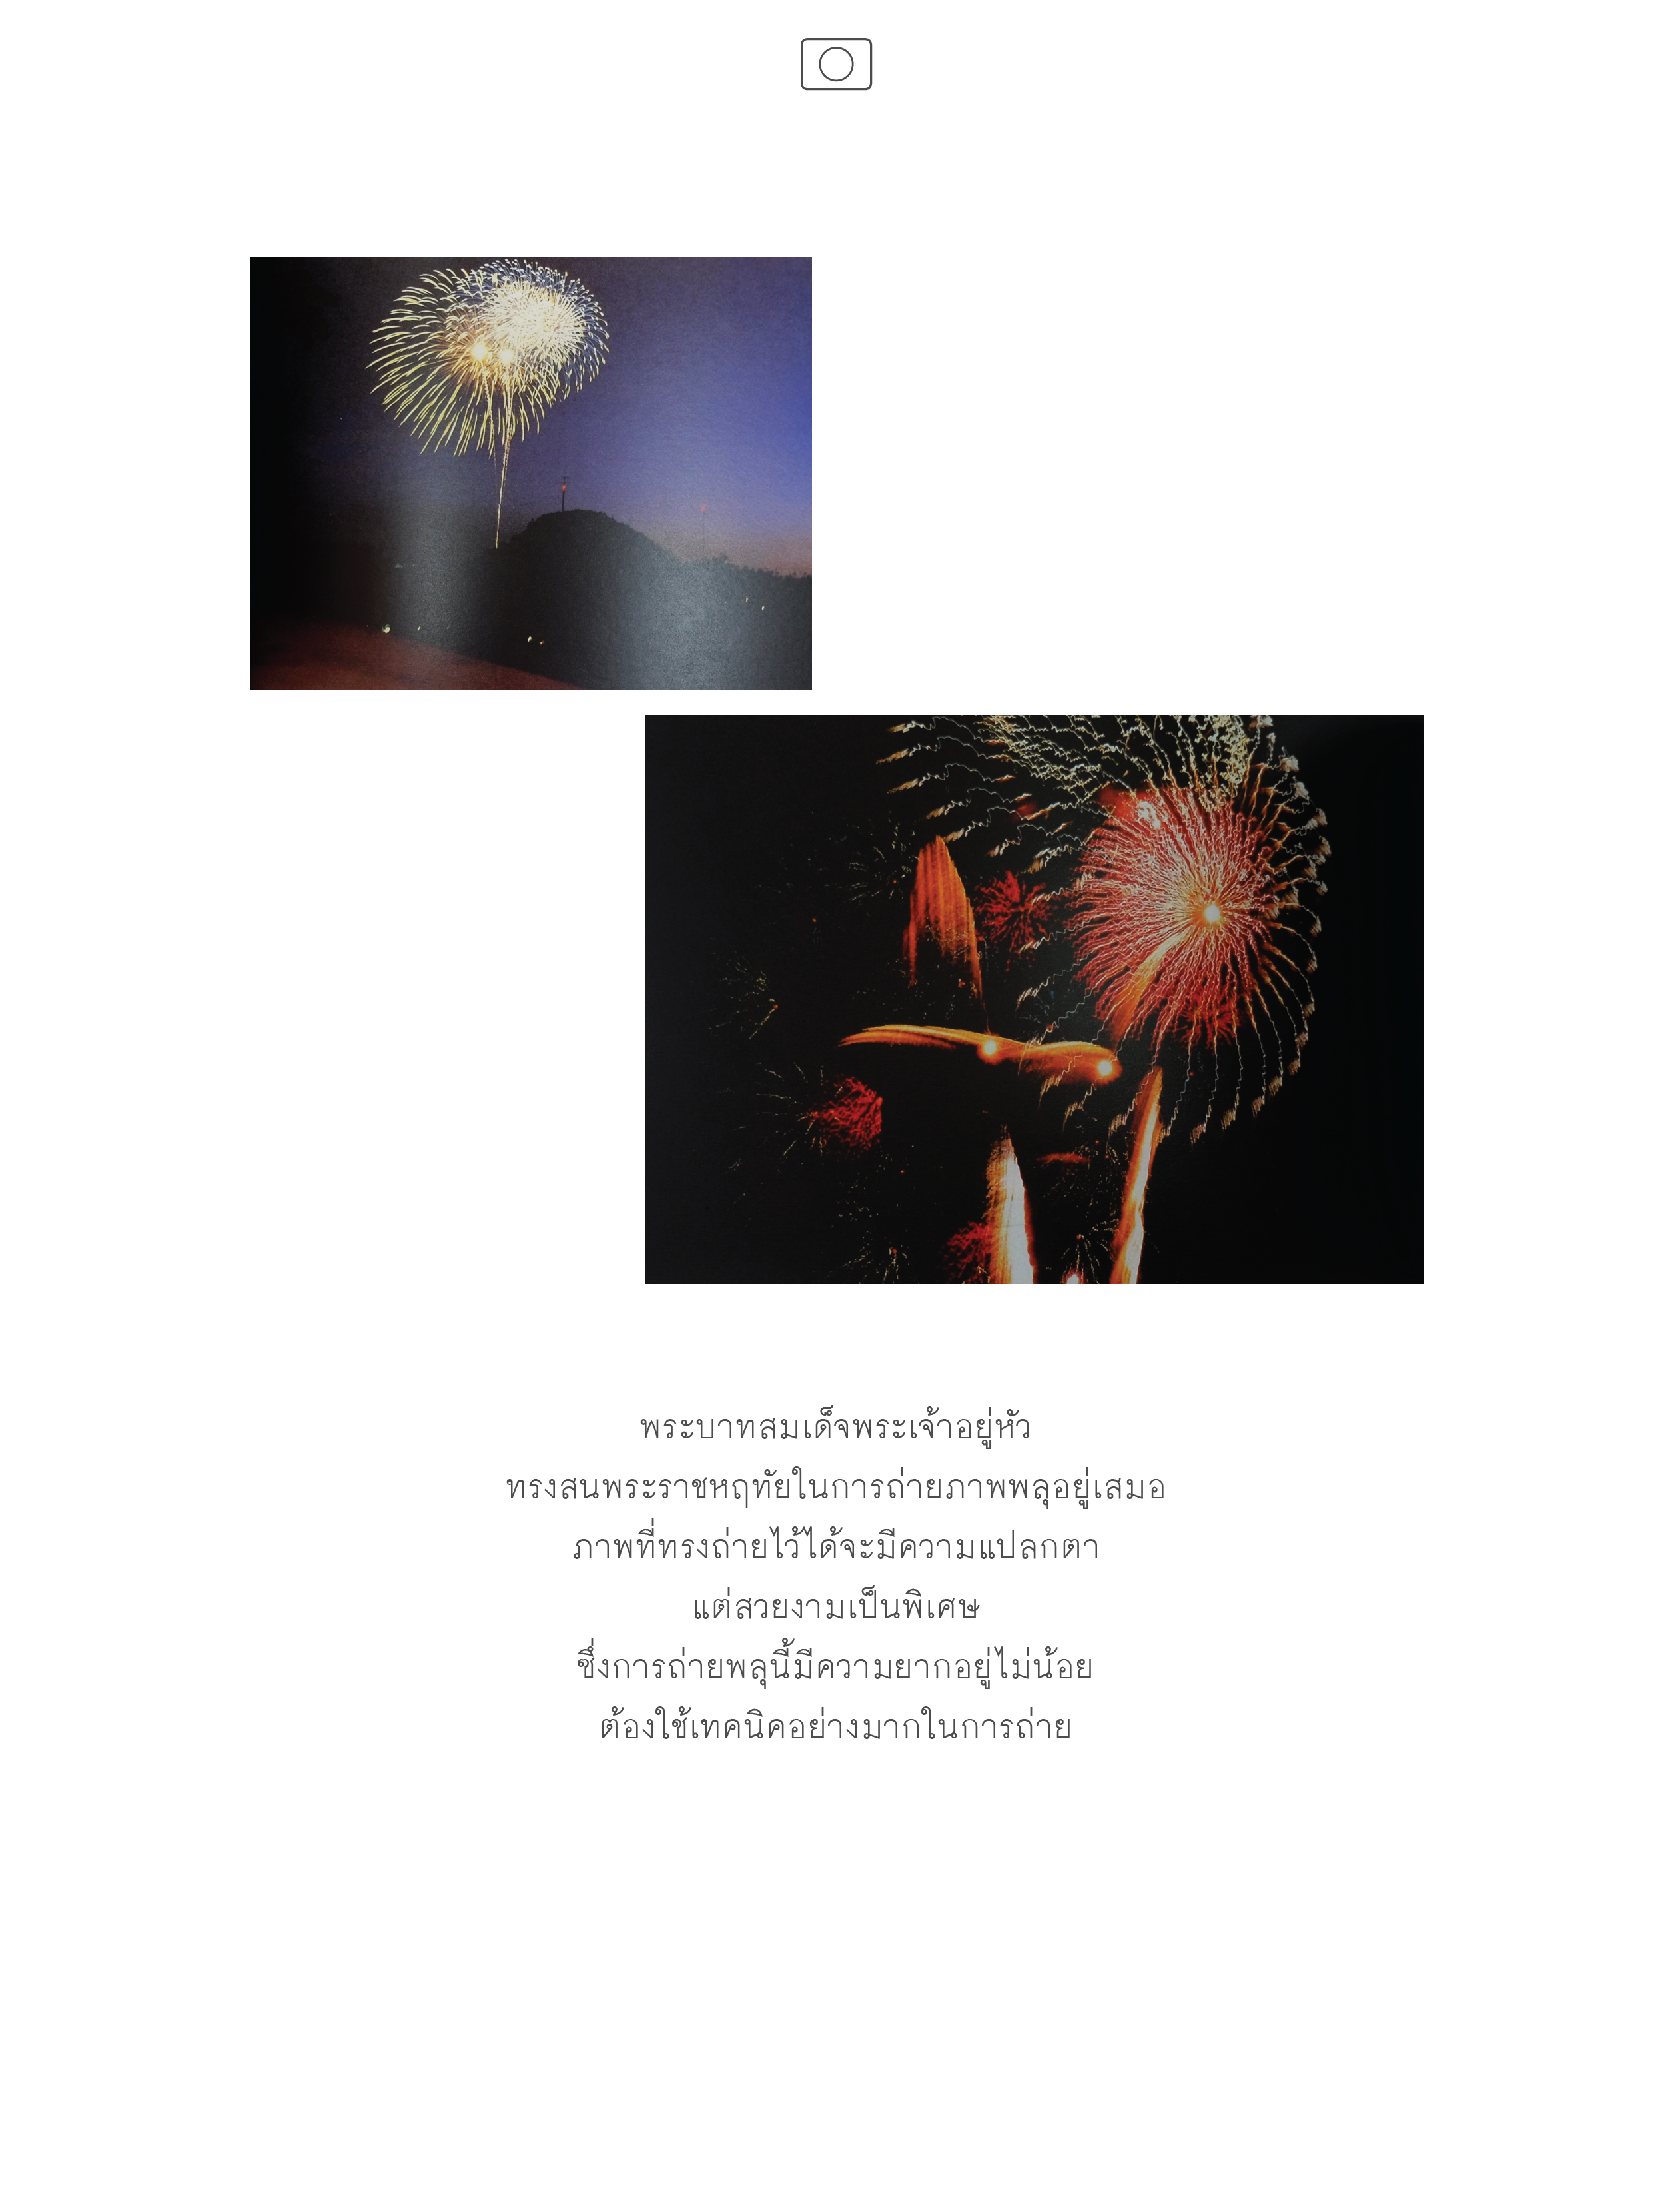 พระบาทสมเด็จพระเจ้าอยู่หัว
ทรงสนพระราชหฤทัยในการถ่ายภาพพลุอยู่เสมอ
ภาพที่ทรงถ่ายไว้ได้จะมีความแปลกตา
แต่สวยงามเป็นพิเศษ
ซึ่งการถ่ายพลุนี้มีความยากอยู่ไม่น้อย
ต้องใช้เทคนิคอย่างมากในการถ่าย